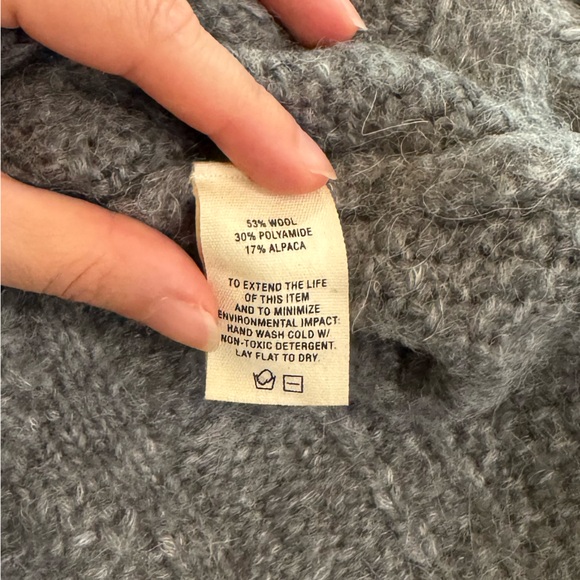 53% WOOL
30% POLYAMIDE
17% ALPACA
TO EXTEND THE LIFE
OF THIS ITEM
AND TO MINIMIZE
ENVIRONMENTAL IMPACT:
HAND WASH COLD W/
NON-TOXIC DETERGENT.
LAY FLAT TO DRY.